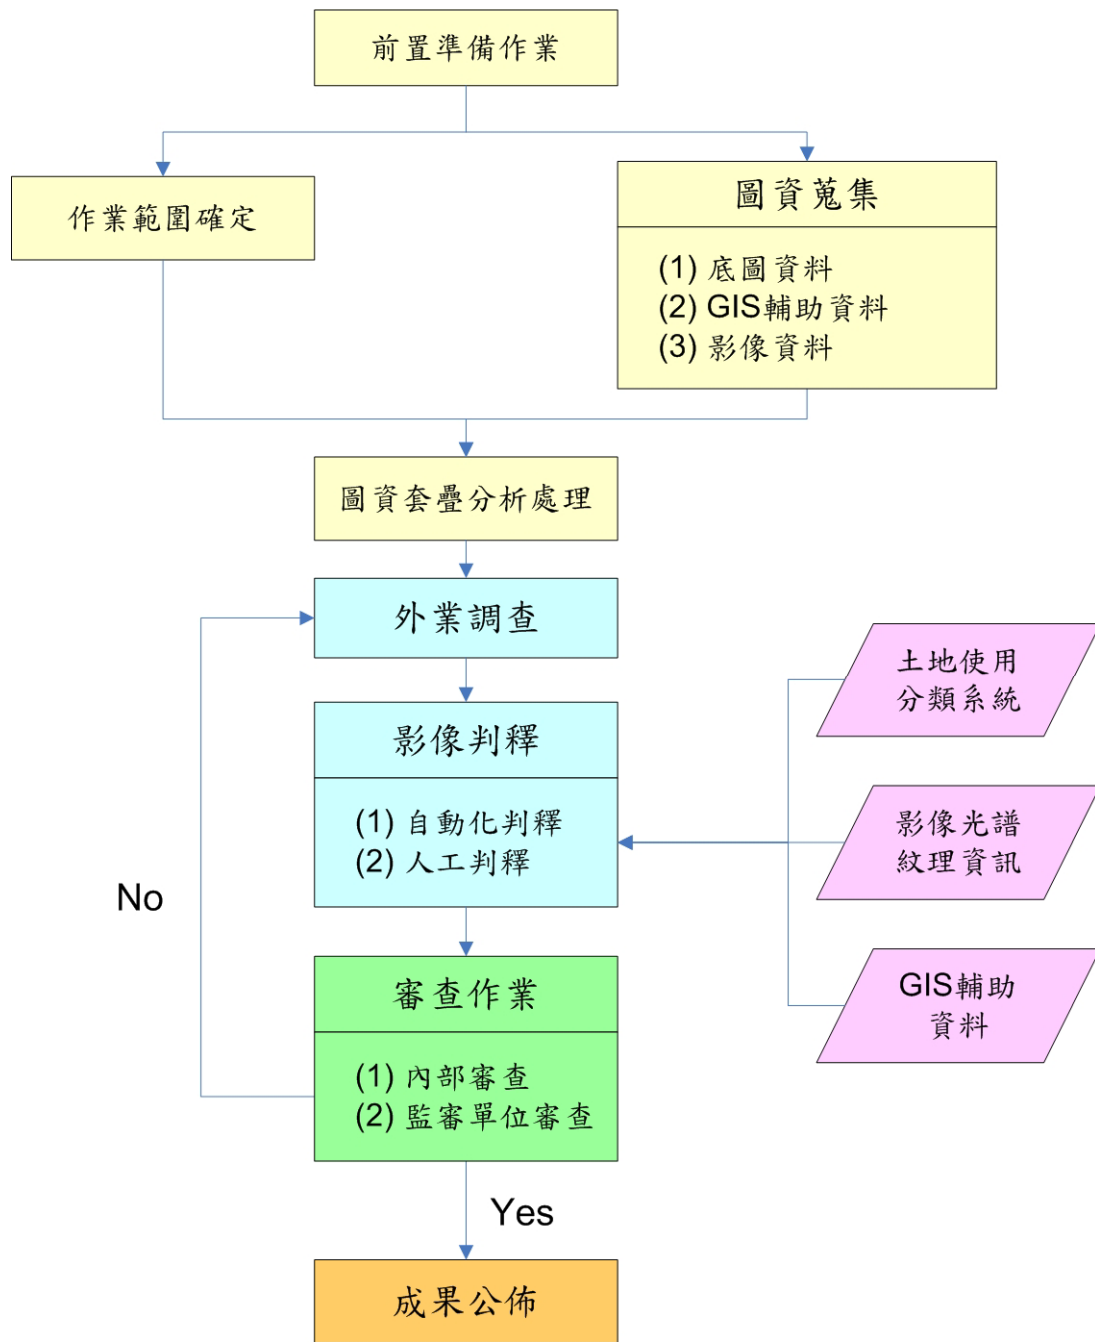 前置準備作業
作業範圍確定
圖資蒐集
(1) 底圖資料
(2) GIS輔助資料
(3) 影像資料
圖資套疊分析處理
外業調查
影像判釋
(1) 自動化判釋
(2) 人工判釋
土地使用
分類系統
影像光譜
紋理資訊
GIS輔助
資料
No
審查作業
(1) 內部審查
(2) 監審單位審查
Yes
成果公佈